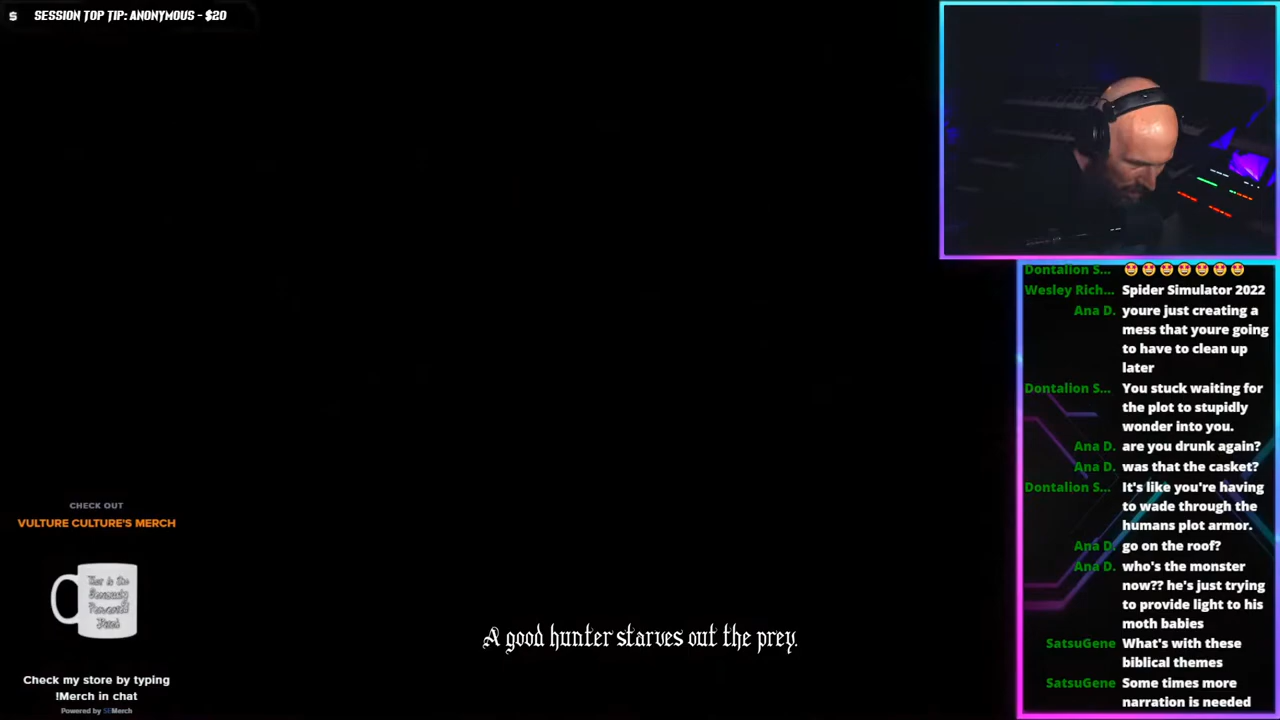 $ SESSION TOP TIP: ANONYMOUS - $20
Dontalion S... 🤩🤩🤩🤩🤩🤩🤩
Wesley Rich... Spider Simulator 2022
Ana D. youre just creating a
mess that youre going
to have to clean up
later
Dontalion S... You stuck waiting for
the plot to stupidly
wonder into you.
Ana D. are you drunk again?
Ana D. was that the casket?
Dontalion S... It's like you're having
to wade through the
humans plot armor.
Ana D. go on the roof?
Ana D. who's the monster
now?? he's just trying
to provide light to his
moth babies
SatsuGene What's with these
biblical themes
SatsuGene Some times more
narration is needed
CHECK OUT
VULTURE CULTURE'S MERCH
That is the
Check my store by typing
!Merch in chat
Powered by SEMerch
A good hunter starves out the prey.